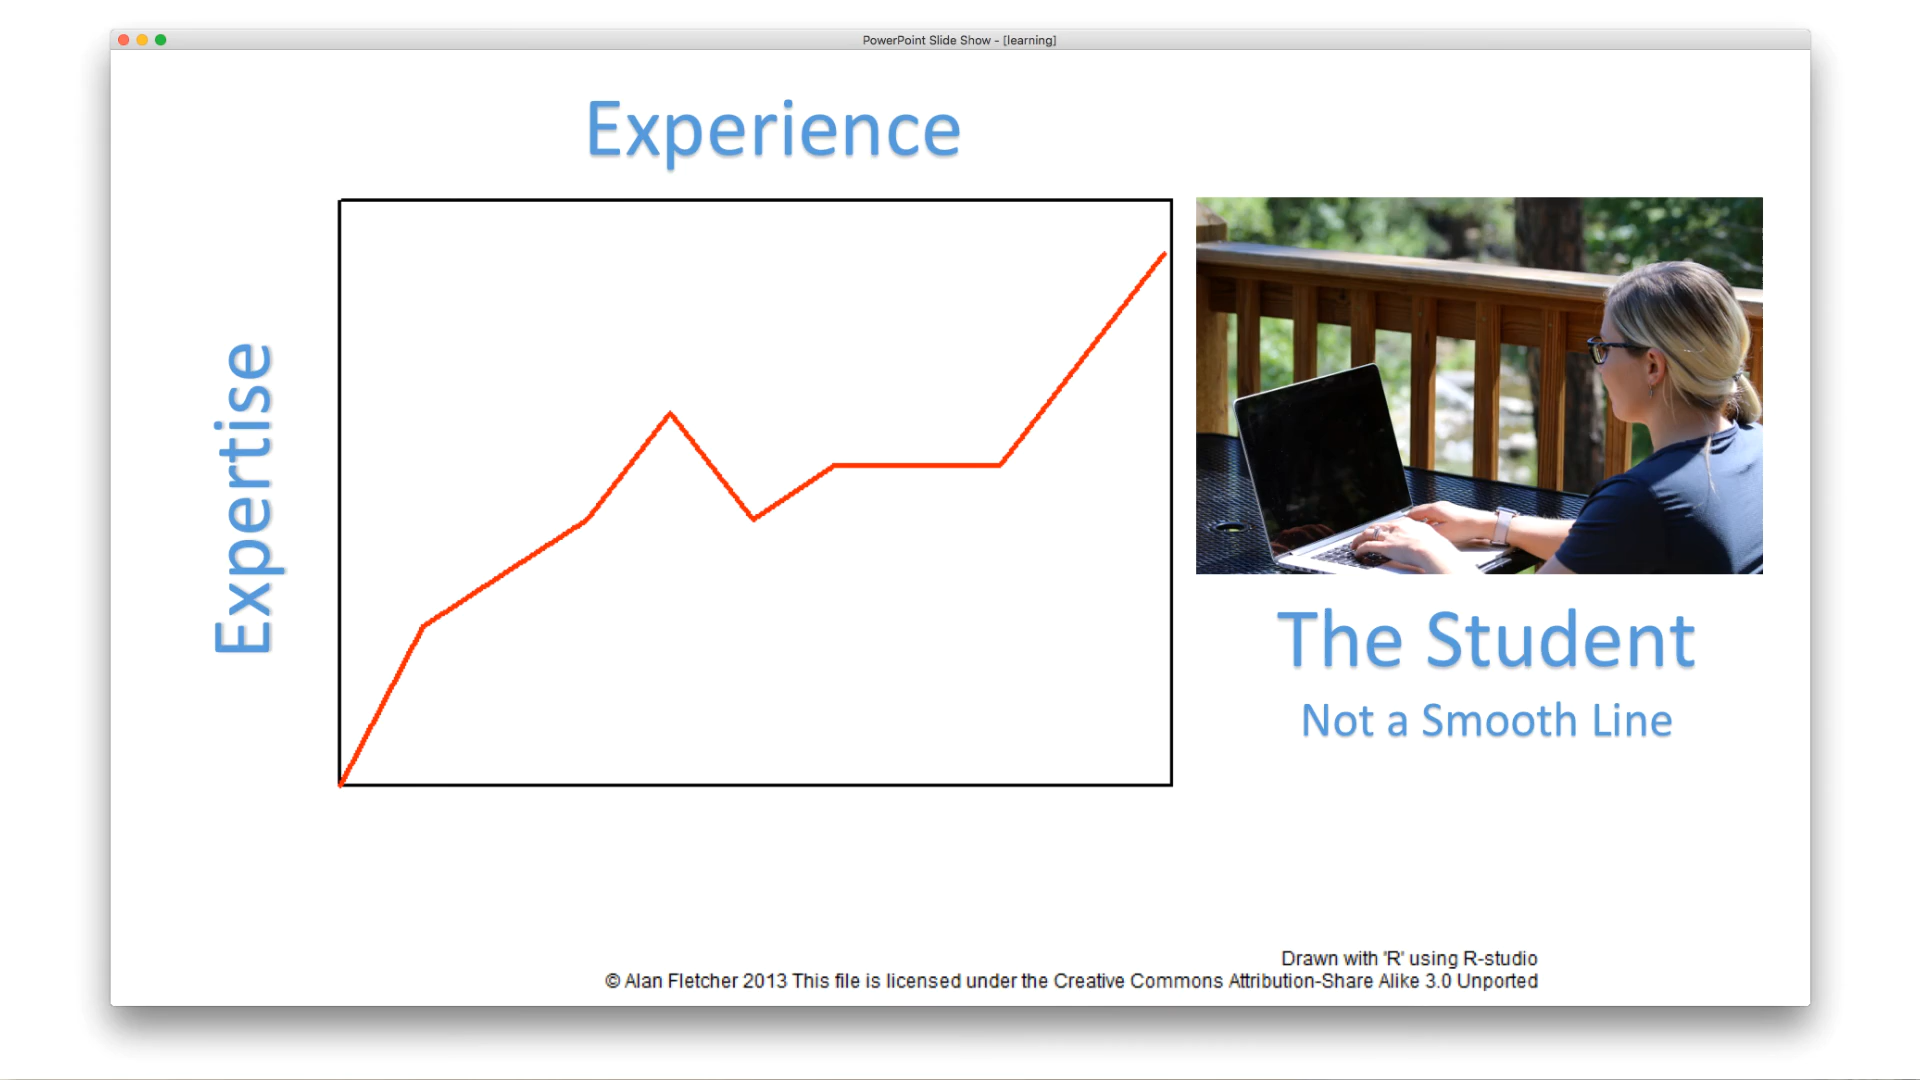 PowerPoint Slide Show - [learning]
Experience
Expertise
The Student
Not a Smooth Line
Drawn with 'R' using R-studio
© Alan Fletcher 2013 This file is licensed under the Creative Commons Attribution-Share Alike 3.0 Unported